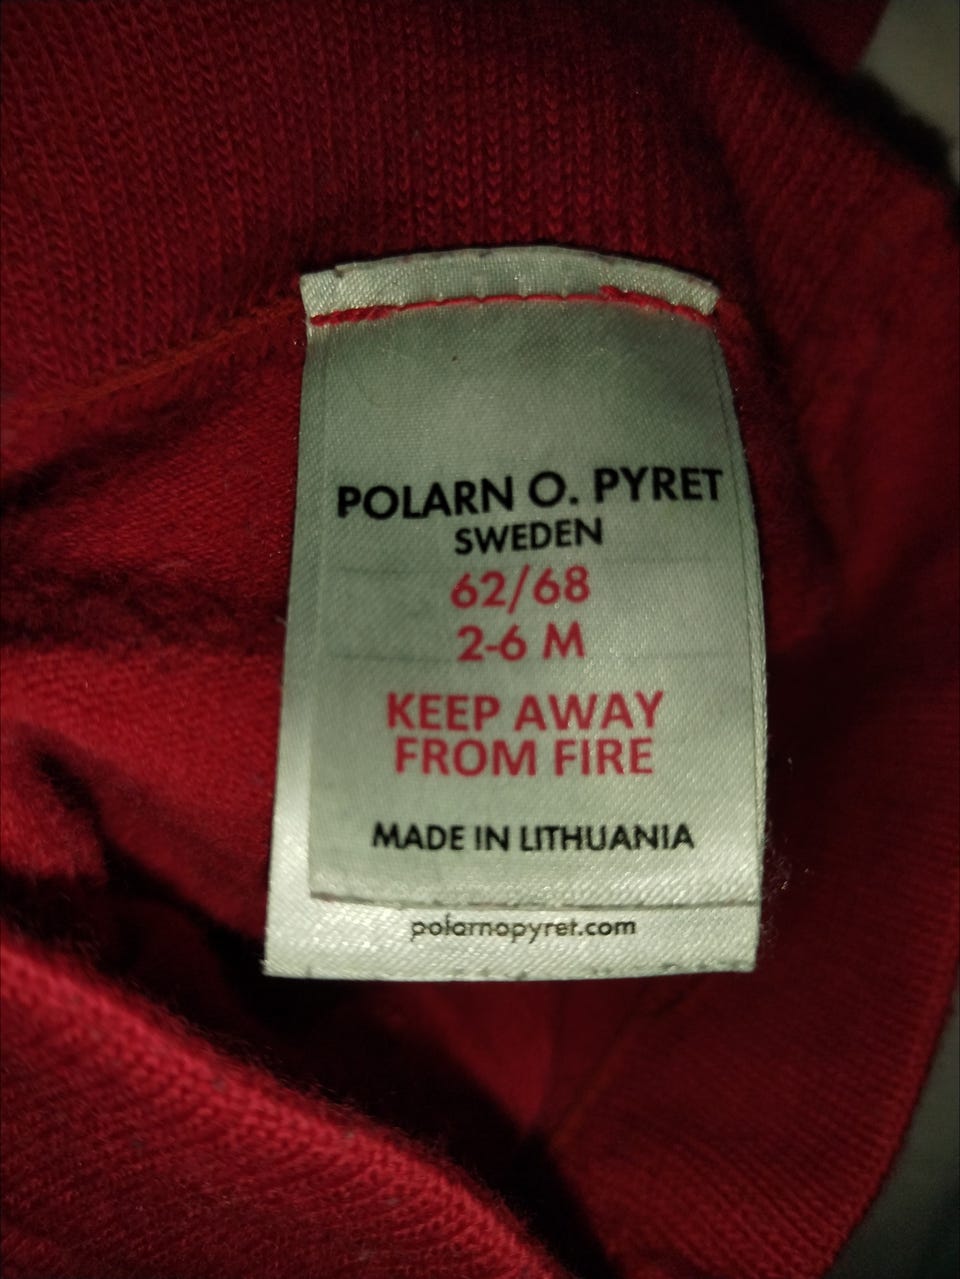 POLARN O. PYRET
SWEDEN
62/68
2-6 M
KEEP AWAY
FROM FIRE
MADE IN LITHUANIA
polarnopyret.com